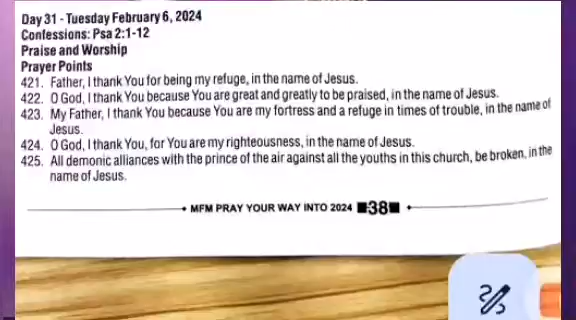 Day 31 - Tuesday February 6, 2024
Confessions: Psa 2:1-12
Praise and Worship
Prayer Points
421. Father, I thank You for being my refuge, in the name of Jesus.
422. O God, I thank You because You are great and greatly to be praised, in the name of Jesus.
423. My Father, I thank You because You are my fortress and a refuge in times of trouble, in the name of
Jesus.
424. O God, I thank You, for You are my righteousness, in the name of Jesus.
425. All demonic alliances with the prince of the air against all the youths in this church, be broken, in the
name of Jesus.
MFM PRAY YOUR WAY INTO 2024 38